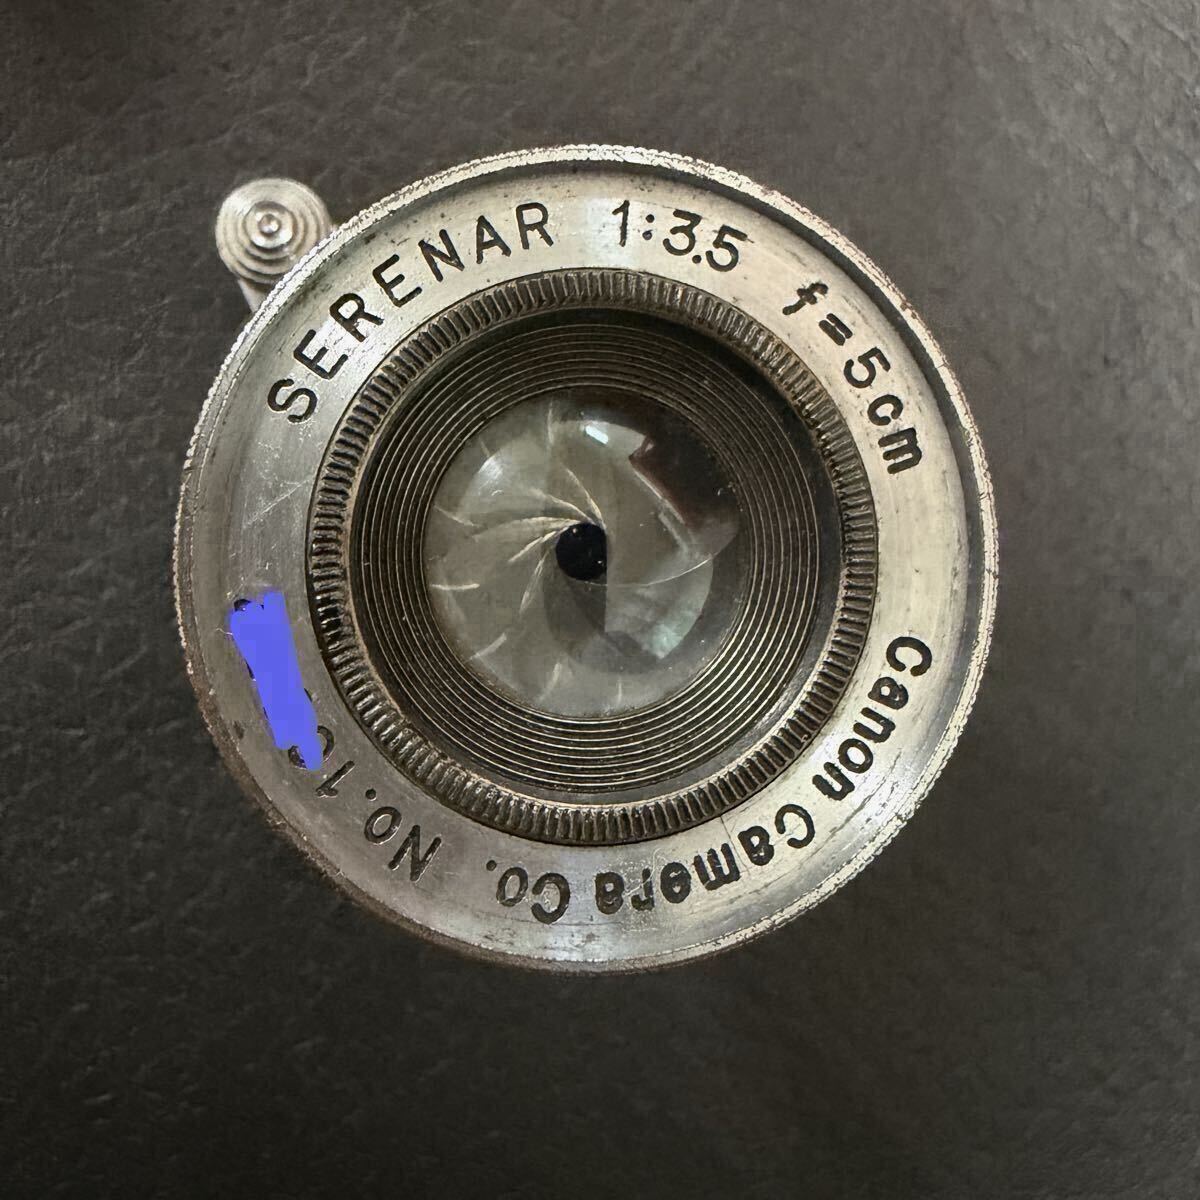 SERENAR 1:3.5 f=5cm
Canon Camera Co. No.1